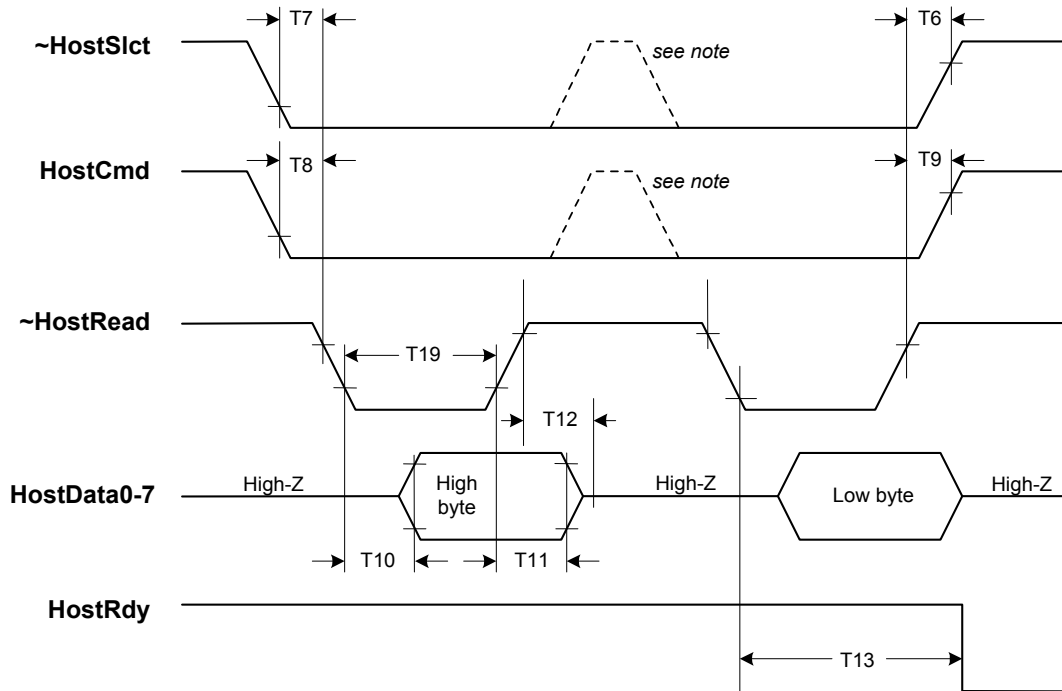 T7
T6
~HostSlct
see note
T8
T9
HostCmd
see note
~HostRead
T19
T12
HostData0-7
High-Z
High
byte
High-Z
Low byte
High-Z
T10
T11
HostRdy
T13